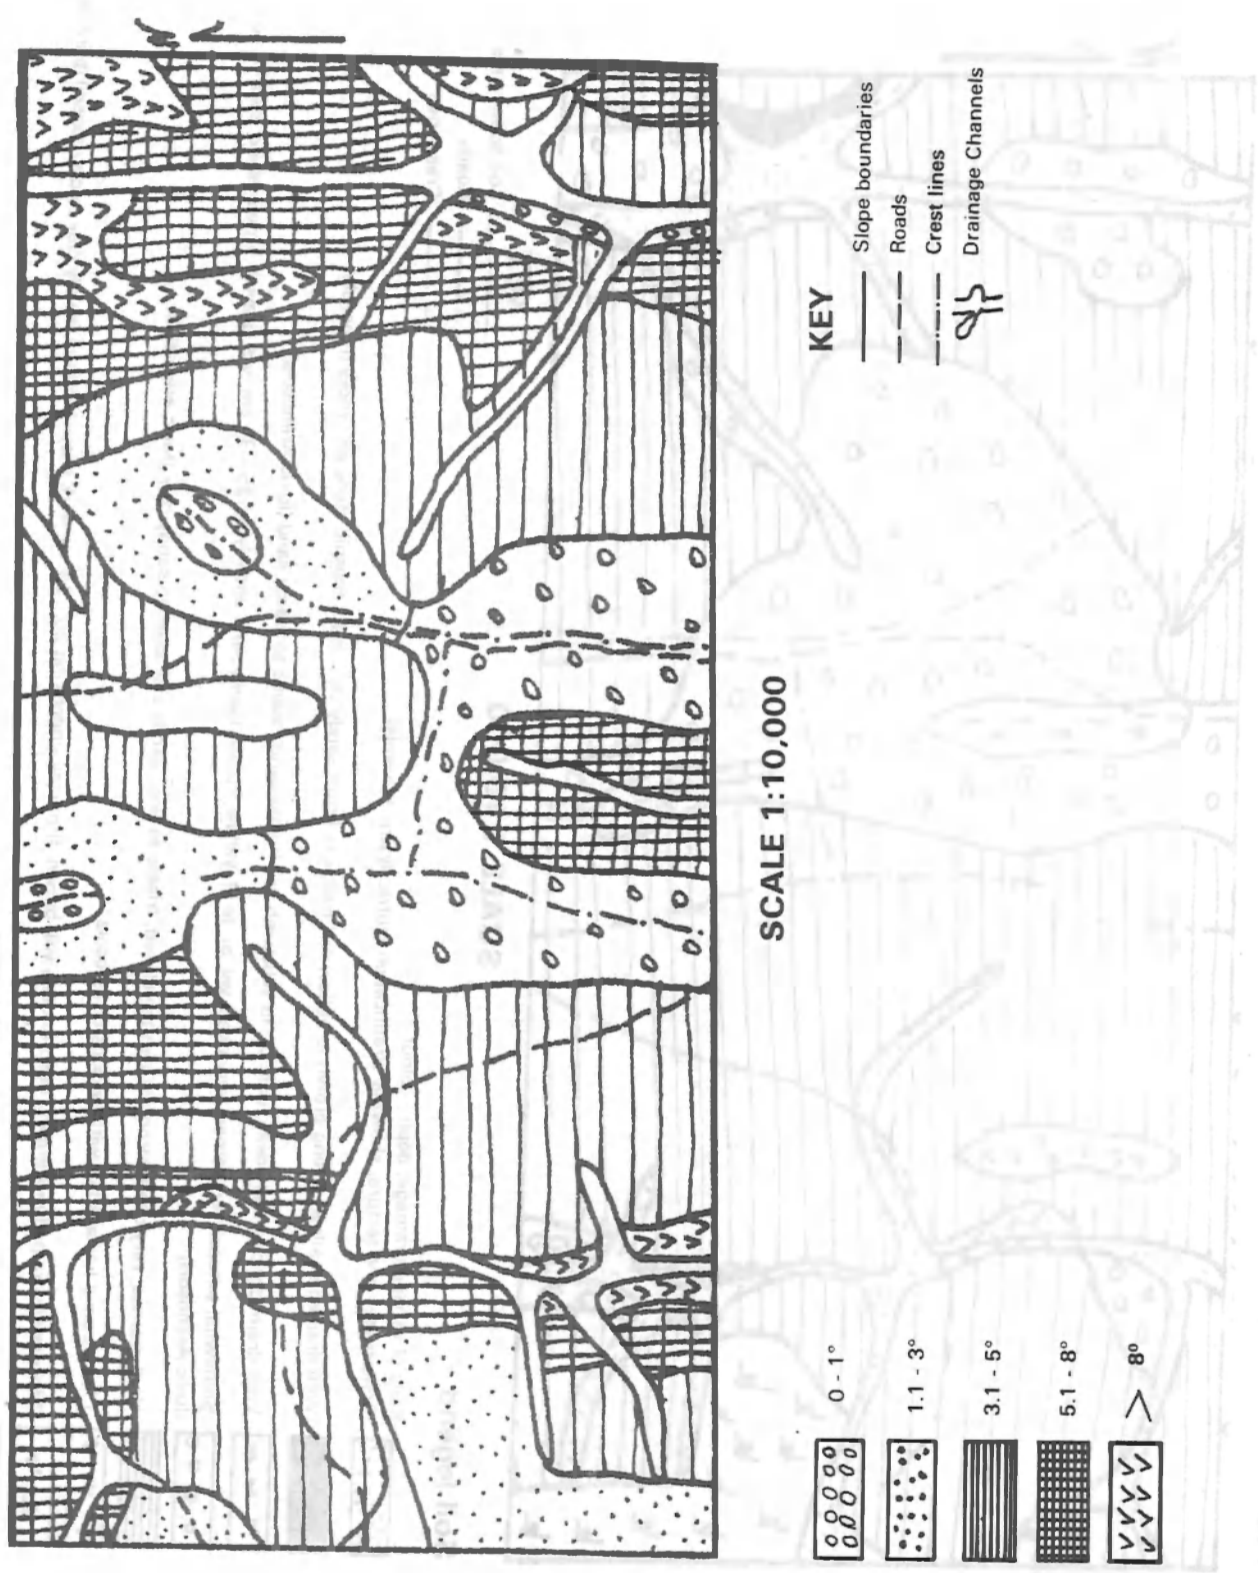 SCALE 1:10,000
KEY
Slope boundaries
Roads
Crest lines
Drainage Channels
0 - 1°
1.1 - 3°
3.1 - 5°
5.1 - 8°
> 8°